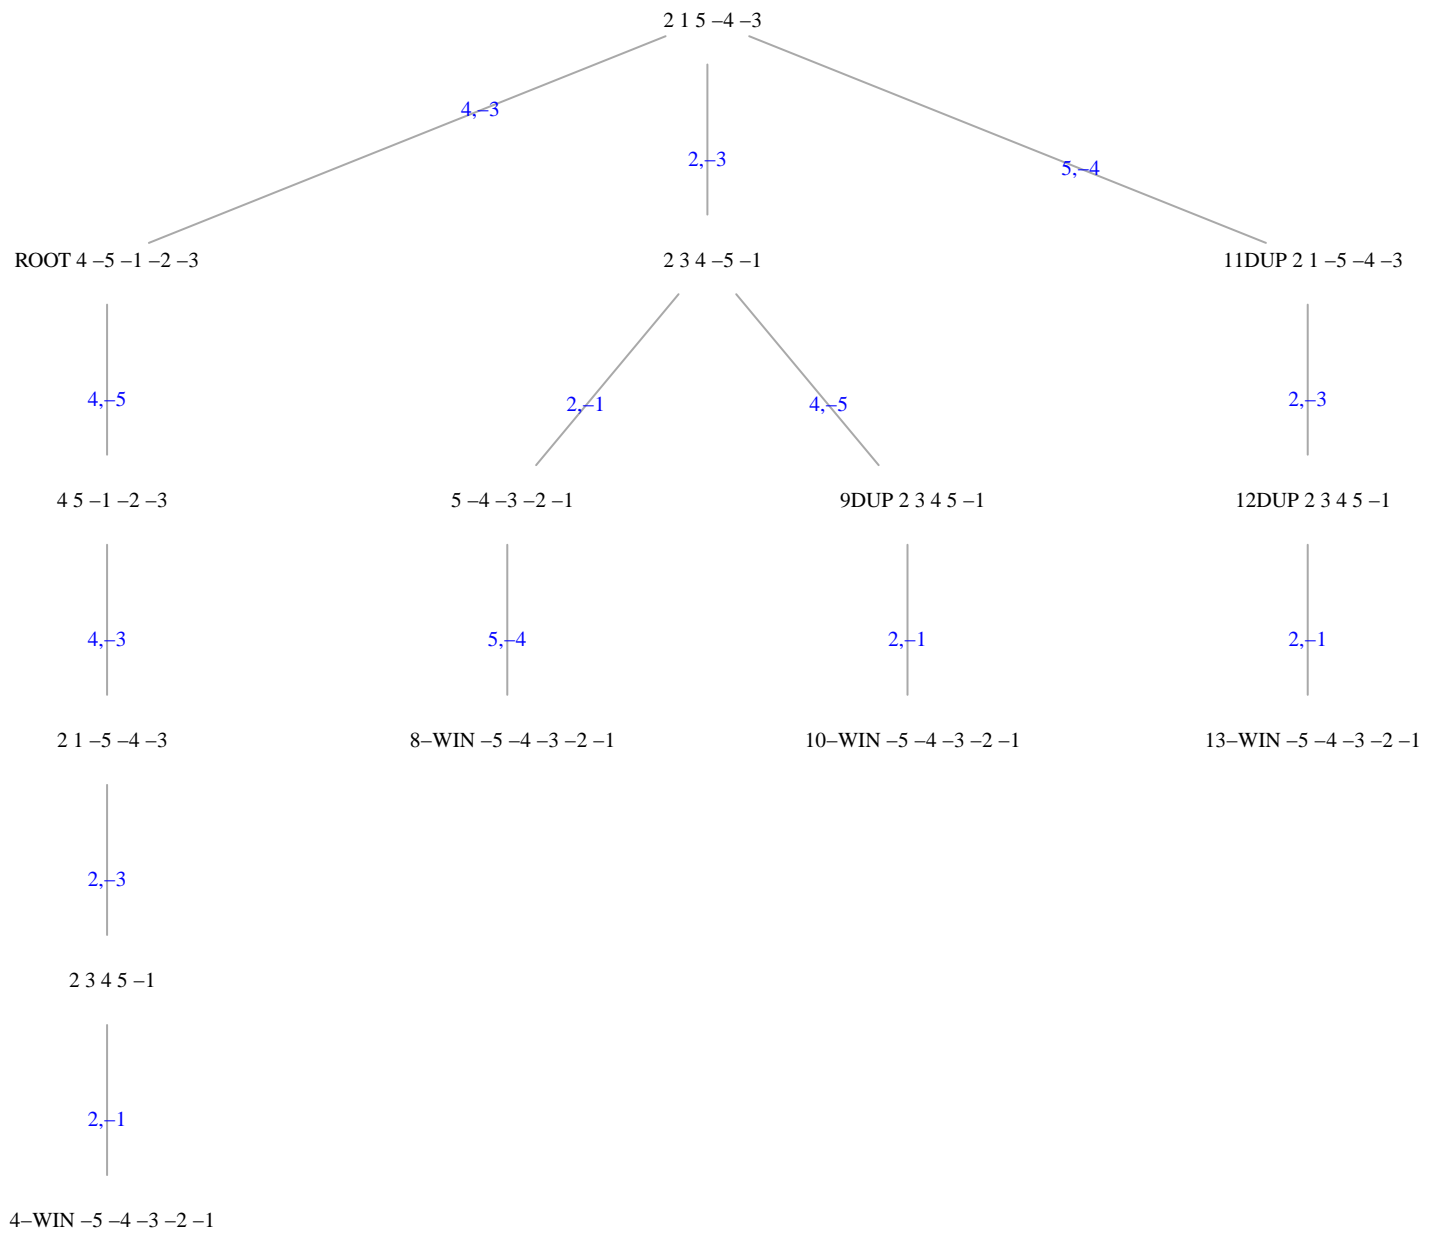 2 1 5 –4 –3
4,–3
2,–3
5,–4
ROOT 4 –5 –1 –2 –3
2 3 4 –5 –1
11DUP 2 1 –5 –4 –3
4,–5
2,–1
4,–5
2,–3
4 5 –1 –2 –3
5 –4 –3 –2 –1
9DUP 2 3 4 5 –1
12DUP 2 3 4 5 –1
4,–3
5,–4
2,–1
2,–1
2 1 –5 –4 –3
8–WIN –5 –4 –3 –2 –1
10–WIN –5 –4 –3 –2 –1
13–WIN –5 –4 –3 –2 –1
2,–3
2 3 4 5 –1
2,–1
4–WIN –5 –4 –3 –2 –1